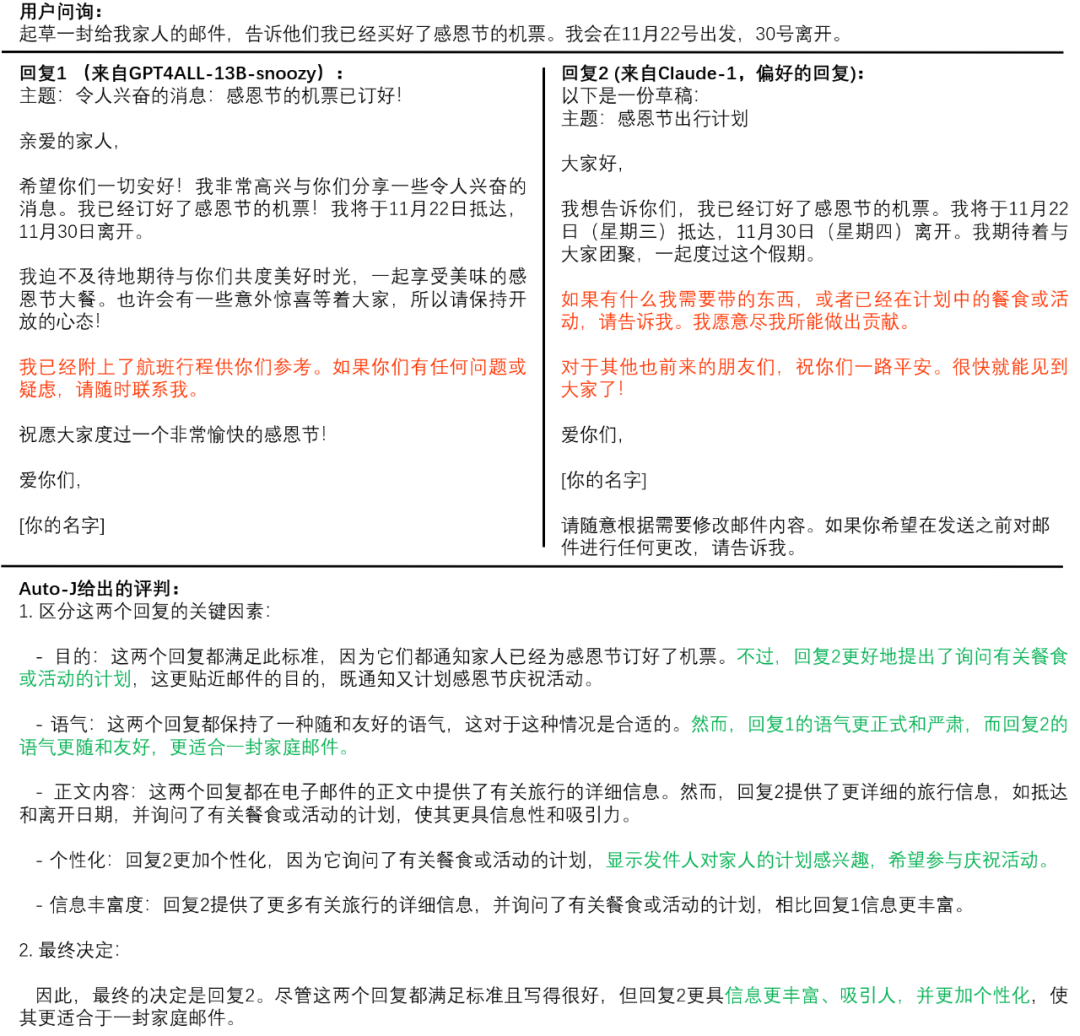 用户问询：
起草一封给我家人的邮件，告诉他们我已经买好了感恩节的机票。我会在11月22号出发，30号离开。
回复1 （来自GPT4ALL-13B-snoozy）：
主题：令人兴奋的消息：感恩节的机票已订好！
亲爱的家人，
希望你们一切安好！我非常高兴与你们分享一些令人兴奋的
消息。我已经订好了感恩节的机票！我将于11月22日抵达，
11月30日离开。
我迫不及待地期待与你们共度美好时光，一起享受美味的感
恩节大餐。也许会有一些意外惊喜等着大家，所以请保持开
放的心态！
我已经附上了航班行程供你们参考。如果你们有任何问题或
疑虑，请随时联系我。
祝愿大家度过一个非常愉快的感恩节！
爱你们，
[你的名字]
回复2 (来自Claude-1，偏好的回复)：
以下是一份草稿：
主题：感恩节出行计划
大家好，
我想告诉你们，我已经订好了感恩节的机票。我将于11月22
日（星期三）抵达，11月30日（星期四）离开。我期待着与
大家团聚，一起度过这个假期。
如果有什么我需要带的东西，或者已经在计划中的餐食或活
动，请告诉我。我愿意尽我所能做出贡献。
对于其他也前来的朋友们，祝你们一路平安。很快就能见到
大家了！
爱你们，
[你的名字]
请随意根据需要修改邮件内容。如果你希望在发送之前对邮
件进行任何更改，请告诉我。
Auto-J给出的评判：
1. 区分这两个回复的关键因素：
- 目的：这两个回复都满足此标准，因为它们都通知家人已经为感恩节订好了机票。不过，回复2更好地提出了询问有关餐食
或活动的计划，这更贴近邮件的目的，既通知又计划感恩节庆祝活动。
- 语气：这两个回复都保持了一种随和友好的语气，这对于这种情况是合适的。然而，回复1的语气更正式和严肃，而回复2的
语气更随和友好，更适合一封家庭邮件。
- 正文内容：这两个回复都在电子邮件的正文中提供了有关旅行的详细信息。然而，回复2提供了更详细的旅行信息，如抵达
和离开日期，并询问了有关餐食或活动的计划，使其更具信息性和吸引力。
- 个性化：回复2更加个性化，因为它询问了有关餐食或活动的计划，显示发件人对家人的计划感兴趣，希望参与庆祝活动。
- 信息丰富度：回复2提供了更多有关旅行的详细信息，并询问了有关餐食或活动的计划，相比回复1信息更丰富。
2. 最终决定：
因此，最终的决定是回复2。尽管这两个回复都满足标准且写得很好，但回复2更具信息更丰富、吸引人，并更加个性化，使
其更适合于一封家庭邮件。